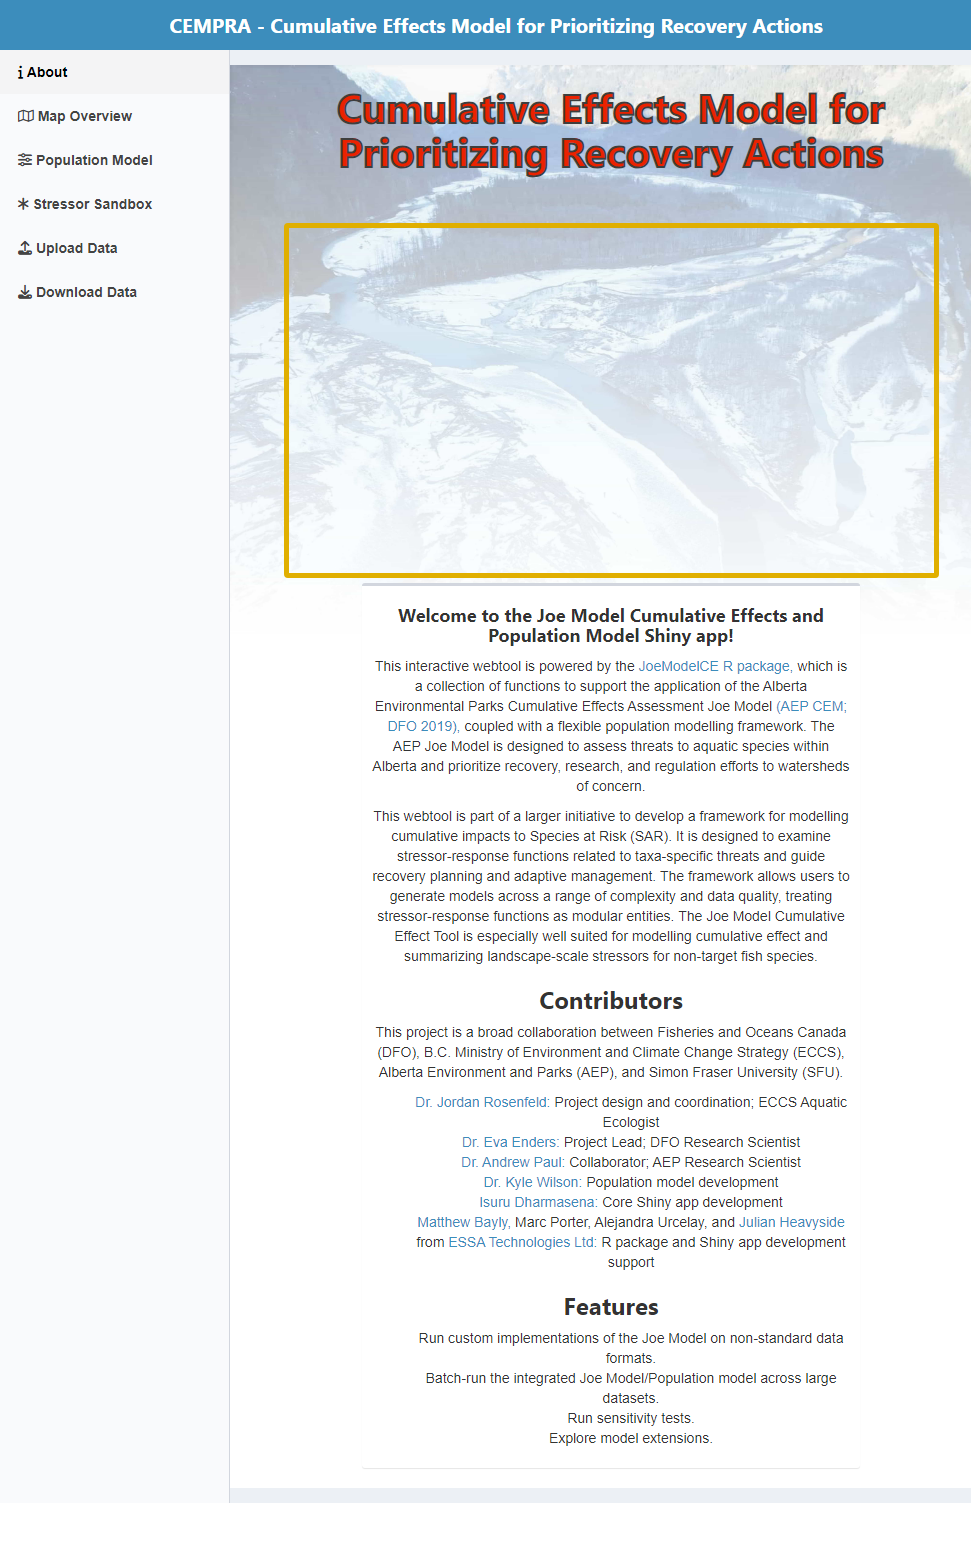 CEMPRA - Cumulative Effects Model for Prioritizing Recovery Actions
About
Map Overview
Population Model
Stressor Sandbox
Upload Data
Download Data
Cumulative Effects Model for
Prioritizing Recovery Actions
Welcome to the Joe Model Cumulative Effects and
Population Model Shiny app!
This interactive webtool is powered by the JoeModelCE R package, which is
a collection of functions to support the application of the Alberta
Environmental Parks Cumulative Effects Assessment Joe Model (AEP CEM;
DFO 2019), coupled with a flexible population modelling framework. The
AEP Joe Model is designed to assess threats to aquatic species within
Alberta and prioritize recovery, research, and regulation efforts to watersheds
of concern.
This webtool is part of a larger initiative to develop a framework for modelling
cumulative impacts to Species at Risk (SAR). It is designed to examine
stressor-response functions related to taxa-specific threats and guide
recovery planning and adaptive management. The framework allows users to
generate models across a range of complexity and data quality, treating
stressor-response functions as modular entities. The Joe Model Cumulative
Effect Tool is especially well suited for modelling cumulative effect and
summarizing landscape-scale stressors for non-target fish species.
Contributors
This project is a broad collaboration between Fisheries and Oceans Canada
(DFO), B.C. Ministry of Environment and Climate Change Strategy (ECCS),
Alberta Environment and Parks (AEP), and Simon Fraser University (SFU).
Dr. Jordan Rosenfeld: Project design and coordination; ECCS Aquatic
Ecologist
Dr. Eva Enders: Project Lead; DFO Research Scientist
Dr. Andrew Paul: Collaborator; AEP Research Scientist
Dr. Kyle Wilson: Population model development
Isuru Dharmasena: Core Shiny app development
Matthew Bayly, Marc Porter, Alejandra Urcelay, and Julian Heavyside
from ESSA Technologies Ltd: R package and Shiny app development
support
Features
Run custom implementations of the Joe Model on non-standard data
formats.
Batch-run the integrated Joe Model/Population model across large
datasets.
Run sensitivity tests.
Explore model extensions.